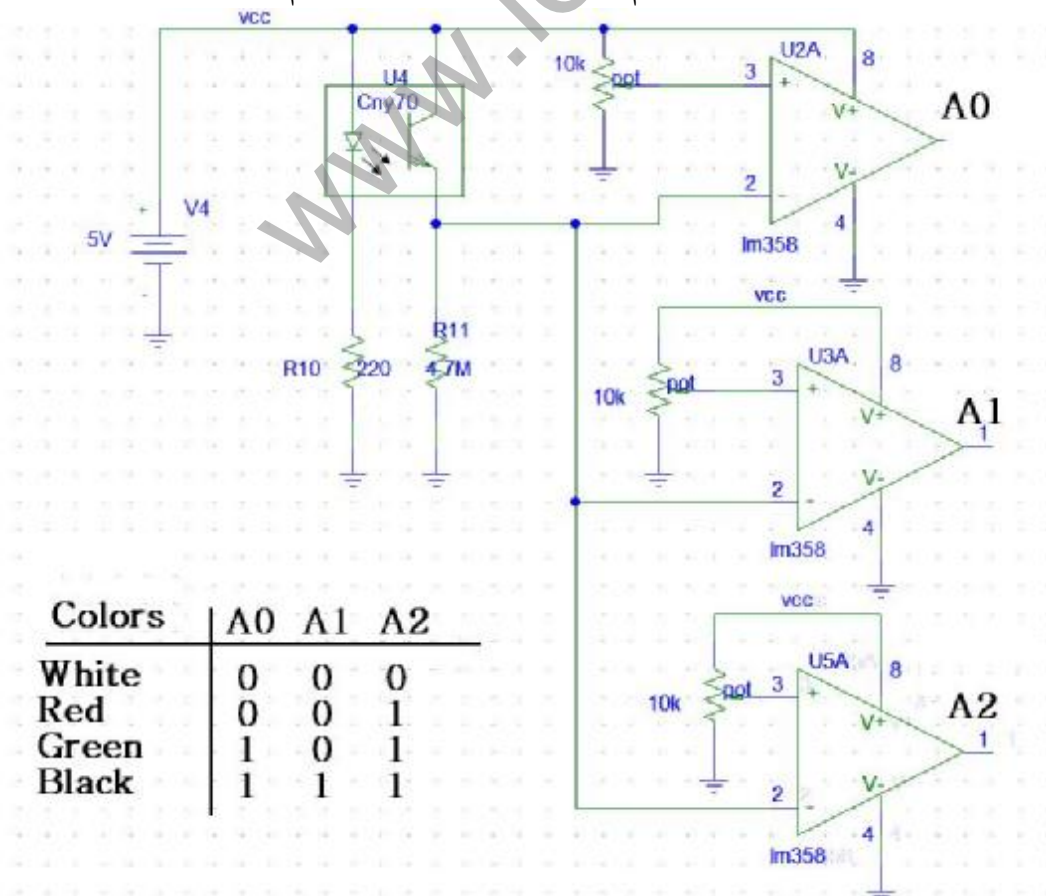 vcc
U4
Cny70
10k
pot
3
+
2
-
U2A
8
V+
V-
4
lm358
A0
+
V4
5V
-
R10
220
R11
4.7M
vcc
10k
pot
3
+
2
-
U3A
8
V+
V-
4
lm358
A1
1
vcc
10k
pot
3
+
2
-
U5A
8
V+
V-
4
lm358
A2
1
Colors A0 A1 A2
White 0 0 0
Red 0 0 1
Green 1 0 1
Black 1 1 1